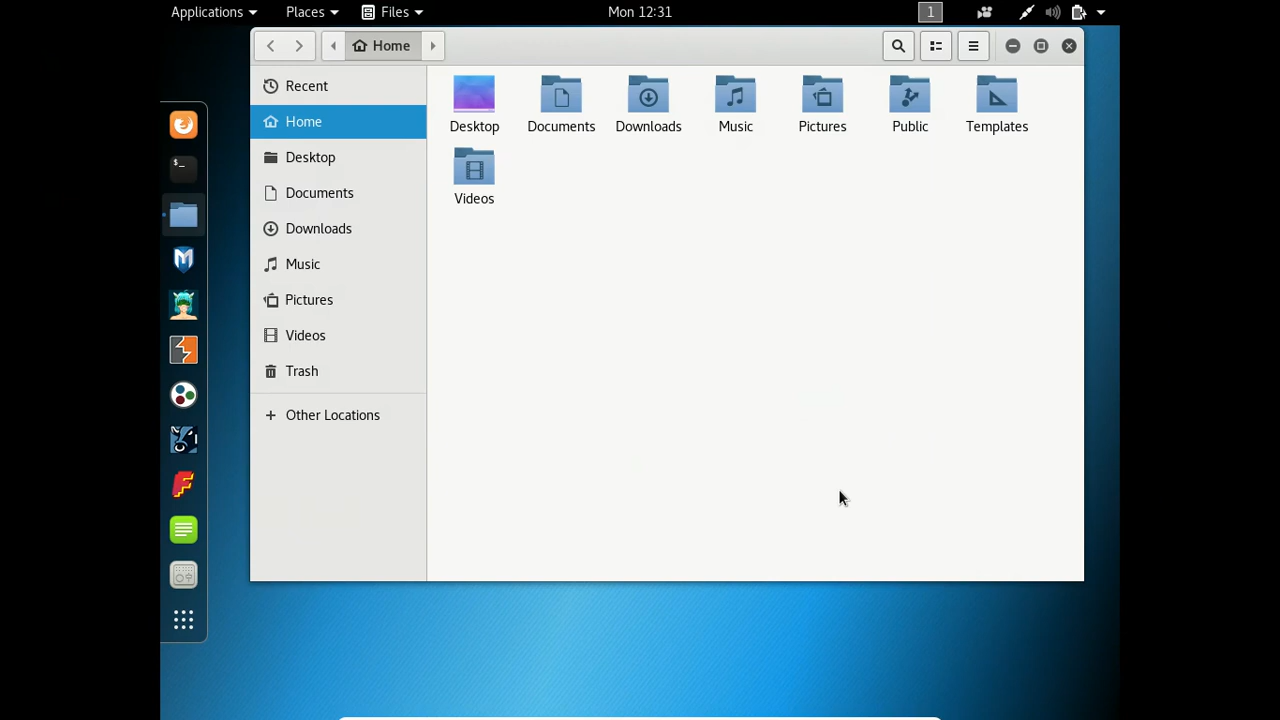 Applications Places Files Mon 12:31 1
Home
Recent
Home
Desktop
Documents
Downloads
Music
Pictures
Videos
Trash
Other Locations
Desktop Documents Downloads Music Pictures Public Templates
Videos
$_